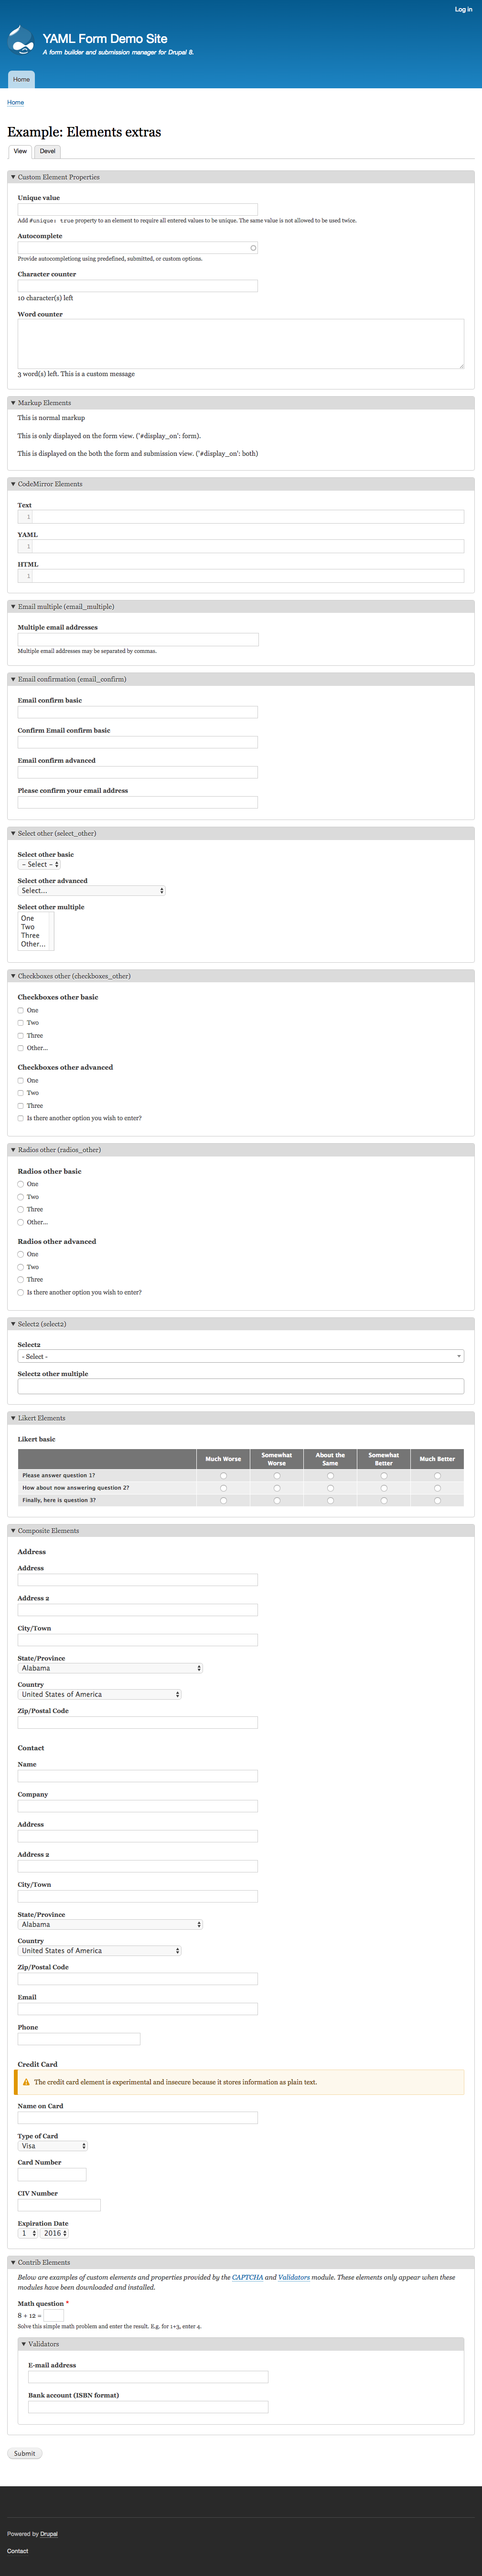 Log in
YAML Form Demo Site
A form builder and submission manager for Drupal 8.
Home
Home
Example: Elements extras
View Devel
▼ Custom Element Properties
Unique value
Add #unique: true property to an element to require all entered values to be unique. The same value is not allowed to be used twice.
Autocomplete
Provide autocompletiong using predefined, submitted, or custom options.
Character counter
10 character(s) left
Word counter
3 word(s) left. This is a custom message
▼ Markup Elements
This is normal markup
This is only displayed on the form view. ('#display_on': form).
This is displayed on the both the form and submission view. ('#display_on': both)
▼ CodeMirror Elements
Text
1
YAML
1
HTML
1
▼ Email multiple (email_multiple)
Multiple email addresses
Multiple email addresses may be separated by commas.
▼ Email confirmation (email_confirm)
Email confirm basic
Confirm Email confirm basic
Email confirm advanced
Please confirm your email address
▼ Select other (select_other)
Select other basic
– Select –
Select other advanced
Select...
Select other multiple
One
Two
Three
Other...
▼ Checkboxes other (checkboxes_other)
Checkboxes other basic
One
Two
Three
Other...
Checkboxes other advanced
One
Two
Three
Is there another option you wish to enter?
▼ Radios other (radios_other)
Radios other basic
One
Two
Three
Other...
Radios other advanced
One
Two
Three
Is there another option you wish to enter?
▼ Select2 (select2)
Select2
- Select -
Select2 other multiple
▼ Likert Elements
Likert basic
Much Worse Somewhat Worse About the Same Somewhat Better Much Better
Please answer question 1?
How about now answering question 2?
Finally, here is question 3?
▼ Composite Elements
Address
Address
Address 2
City/Town
State/Province
Alabama
Country
United States of America
Zip/Postal Code
Contact
Name
Company
Address
Address 2
City/Town
State/Province
Alabama
Country
United States of America
Zip/Postal Code
Email
Phone
Credit Card
The credit card element is experimental and insecure because it stores information as plain text.
Name on Card
Type of Card
Visa
Card Number
CIV Number
Expiration Date
1 2016
▼ Contrib Elements
Below are examples of custom elements and properties provided by the CAPTCHA and Validators module. These elements only appear when these
modules have been downloaded and installed.
Math question *
8 + 12 =
Solve this simple math problem and enter the result. E.g. for 1+3, enter 4.
▼ Validators
E-mail address
Bank account (ISBN format)
Submit
Powered by Drupal
Contact